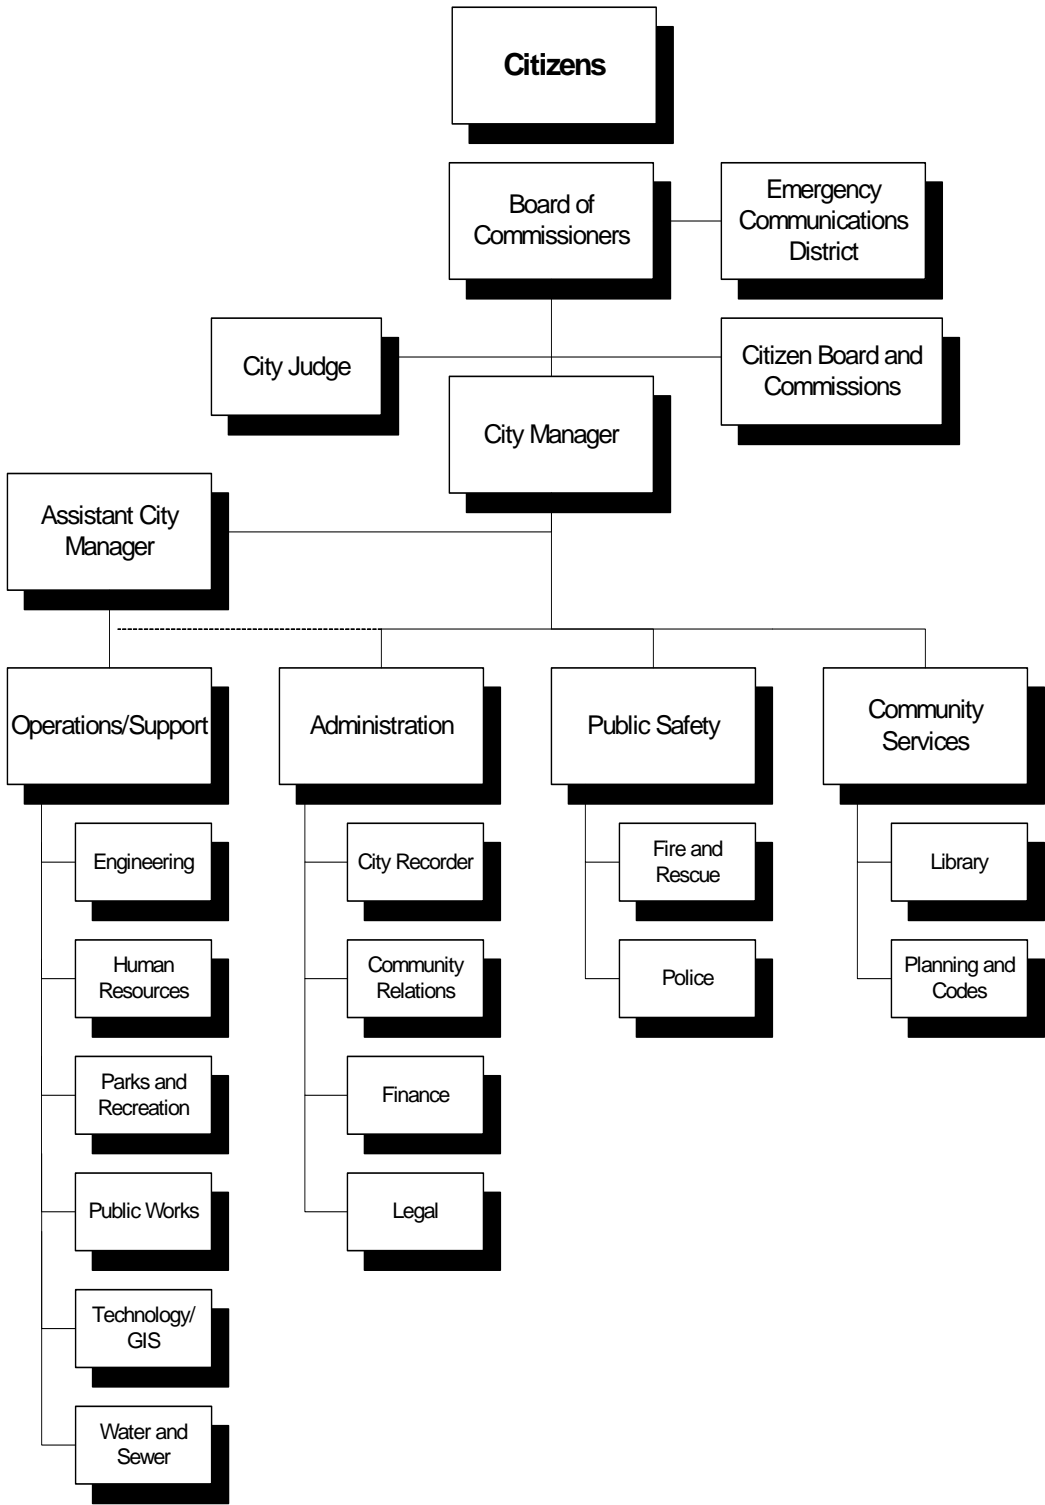 Citizens
Board of
Commissioners
Emergency
Communications
District
City Judge
Citizen Board and
Commissions
City Manager
Assistant City
Manager
Operations/Support
Administration
Public Safety
Community
Services
Engineering
City Recorder
Fire and
Rescue
Library
Human
Resources
Community
Relations
Police
Planning and
Codes
Parks and
Recreation
Finance
Public Works
Legal
Technology/
GIS
Water and
Sewer